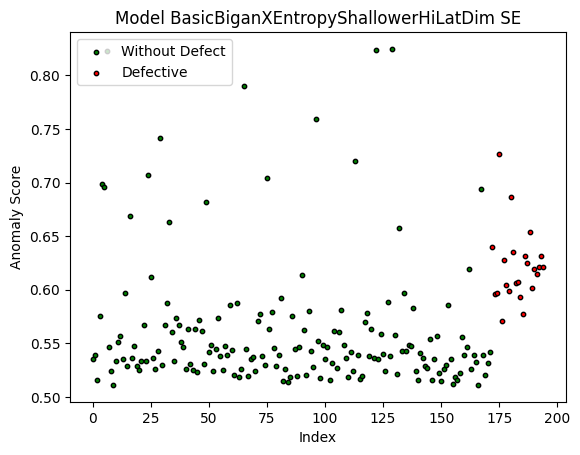 Model BasicBiganXEntropyShallowerHiLatDim SE
Without Defect
Defective
0.80
0.75
0.70
0.65
0.60
0.55
0.50
Anomaly Score
0 25 50 75 100 125 150 175 200
Index